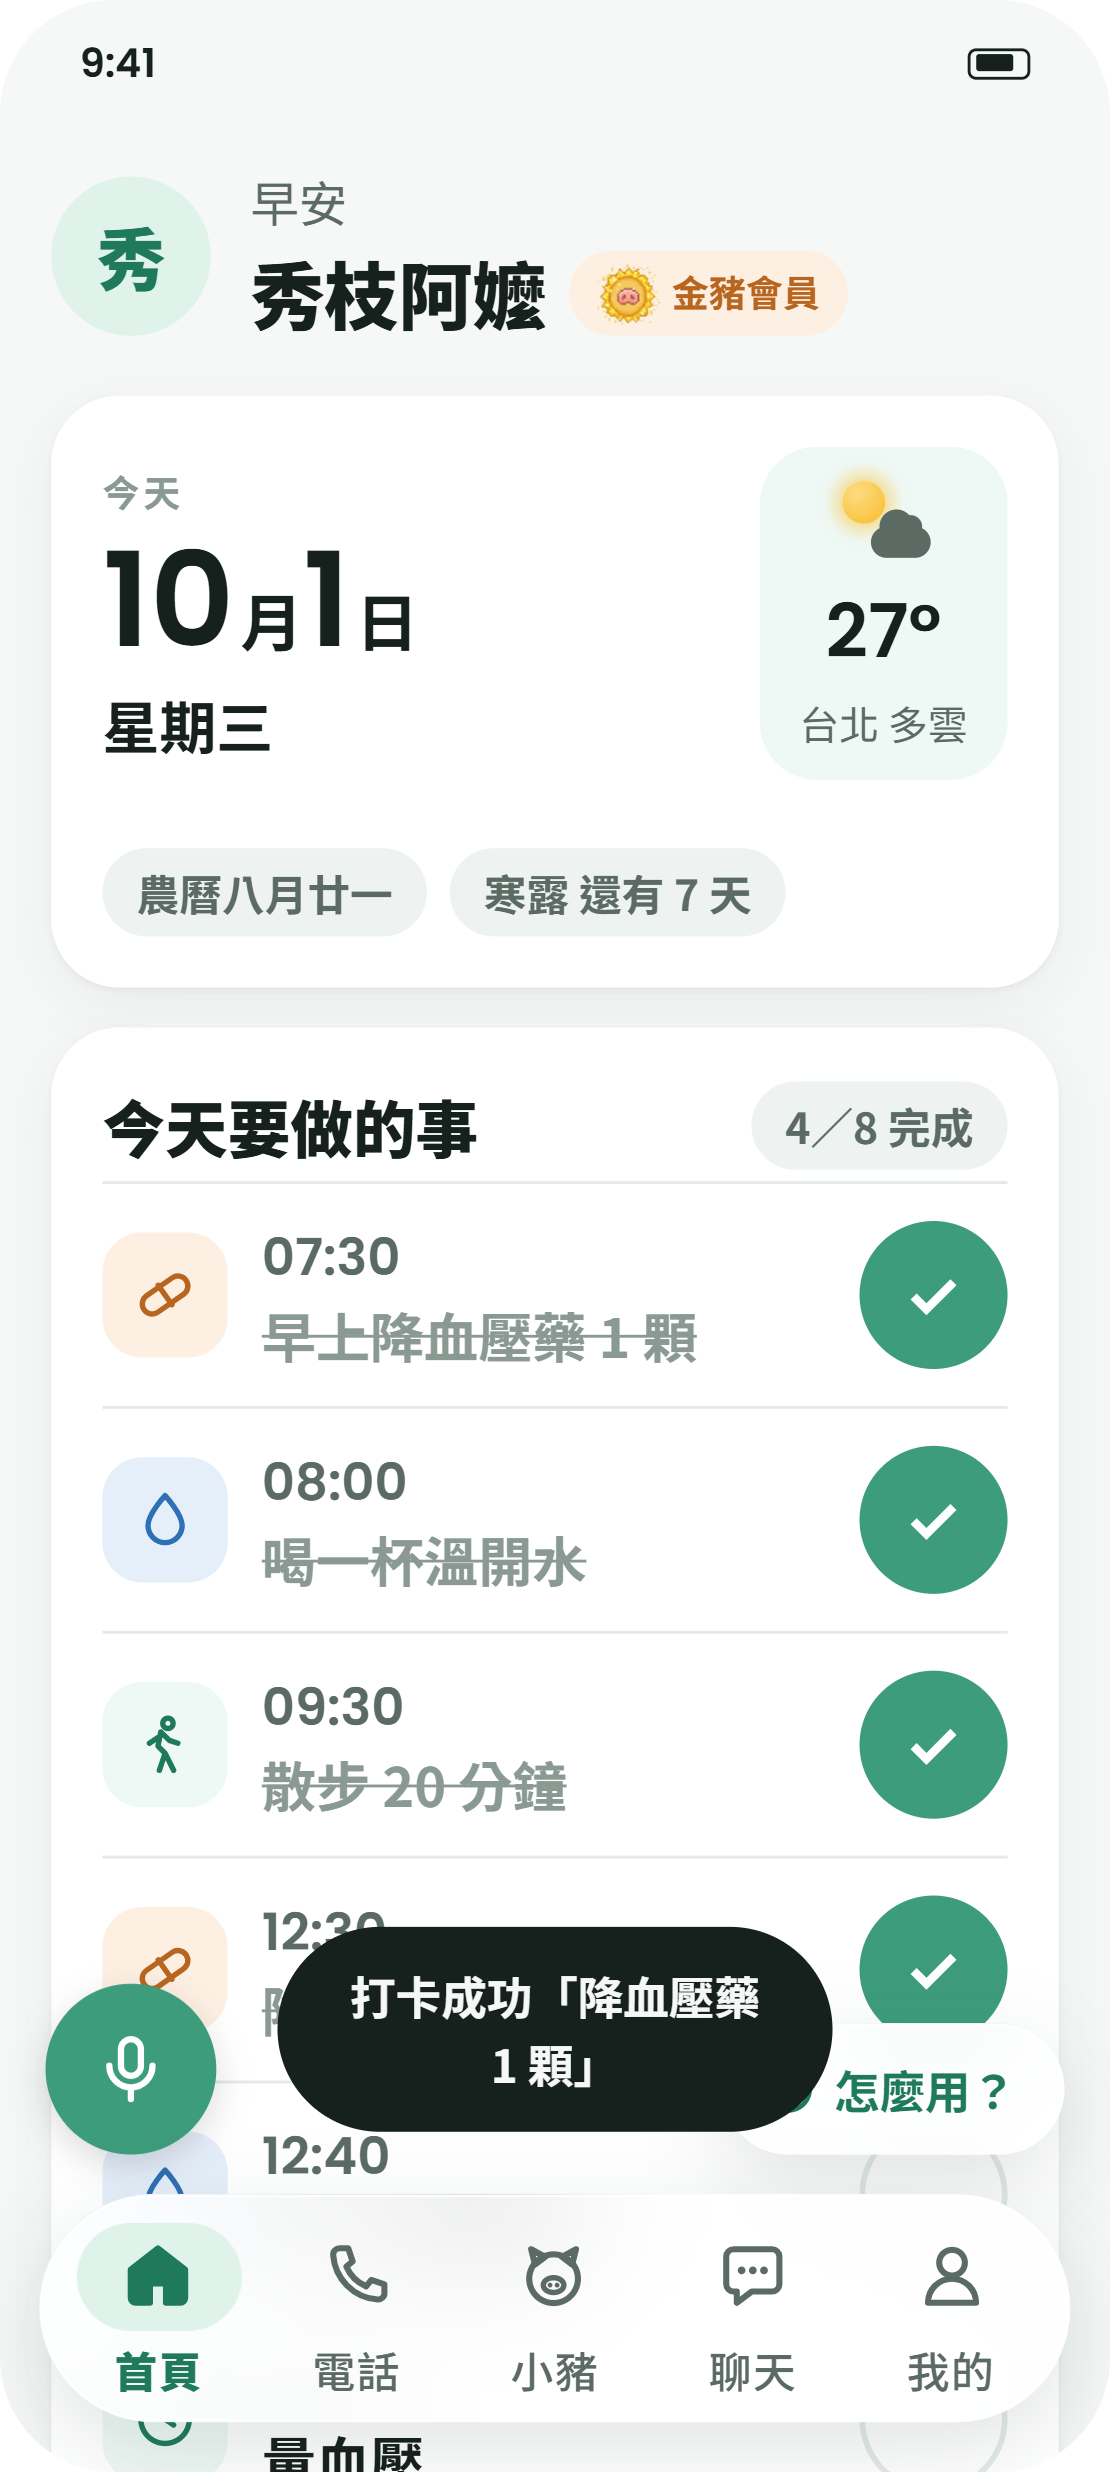 9:41
早安
秀
秀枝阿嬤
金豬會員
今天
10月1日
星期三
27°
台北 多雲
農曆八月廿一
寒露 還有 7 天
今天要做的事
4／8 完成
07:30
早上降血壓藥 1 顆
08:00
喝一杯溫開水
09:30
散步 20 分鐘
12:30
打卡成功「降血壓藥
1 顆」
怎麼用？
12:40
首頁
電話
小豬
聊天
我的
量血壓